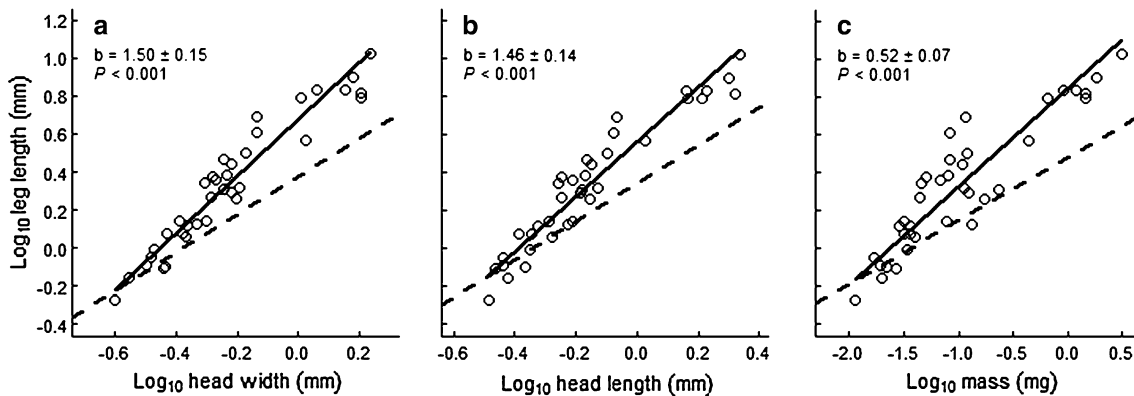 a
b = 1.50 ± 0.15
P < 0.001
b
b = 1.46 ± 0.14
P < 0.001
c
b = 0.52 ± 0.07
P < 0.001
Log10 leg length (mm)
1.2
1.0
0.8
0.6
0.4
0.2
0.0
-0.2
-0.4
-0.6 -0.4 -0.2 0.0 0.2
-0.6 -0.4 -0.2 0.0 0.2 0.4
-2.0 -1.5 -1.0 -0.5 0.0 0.5
Log10 head width (mm)
Log10 head length (mm)
Log10 mass (mg)